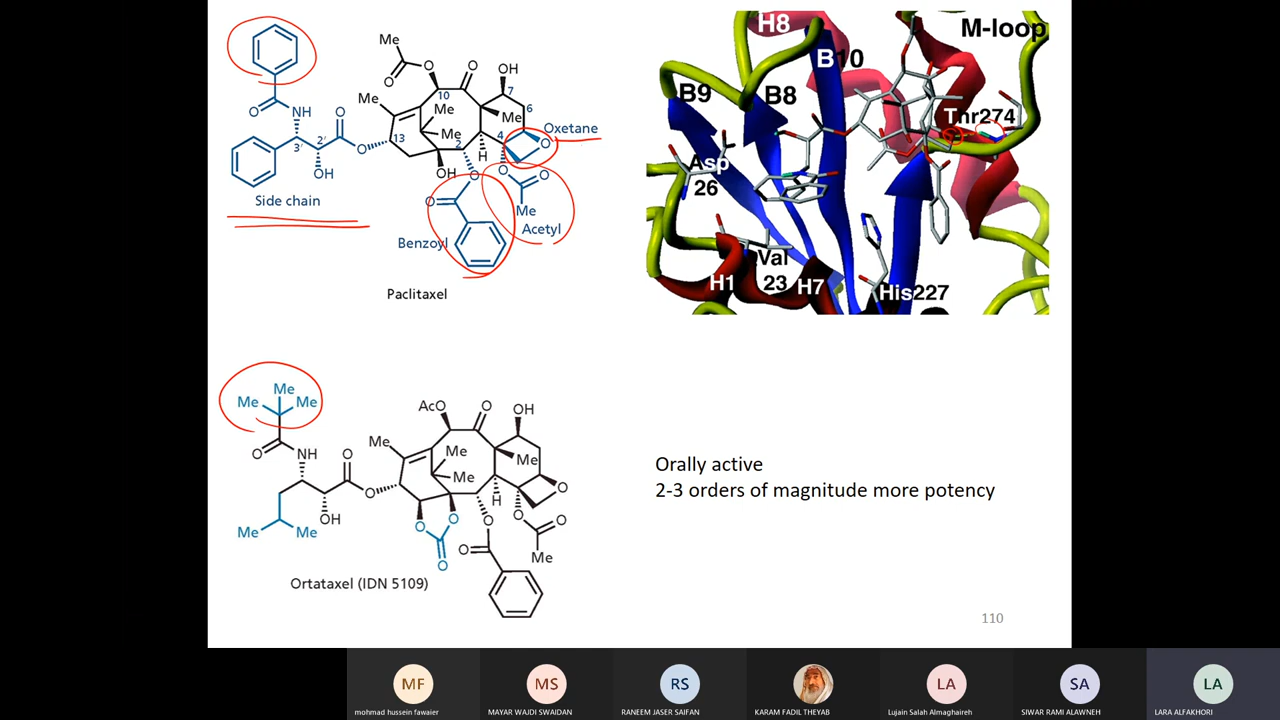 Me
O
O
O
OH
7
10
6
Me
Me
Me
Me
O
NH
3'
2'
O
OH
O
13
2
4
H
OH
O
O
O
O
O
Me
Oxetane
Side chain
Benzoyl
Acetyl
Paclitaxel
H8
M-loop
B10
B9
B8
Thr274
Asp
26
Val
23
H1
H7
His227
Me
Me
Me
O
NH
O
OH
O
Me
Me
AcO
O
OH
Me
Me
Me
Me
H
O
O
O
O
O
O
O
O
O
Me
Ortataxel (IDN 5109)
Orally active
2-3 orders of magnitude more potency
110
MF
mohmad hussein fawaier
MS
MAYAR WAJDI SWAIDAN
RS
RANEEM JASER SAIFAN
KARAM FADIL THEYAB
LA
Lujain Salah Almaghaireh
SA
SIWAR RAMI ALAWNEH
LA
LARA ALFAKHORI